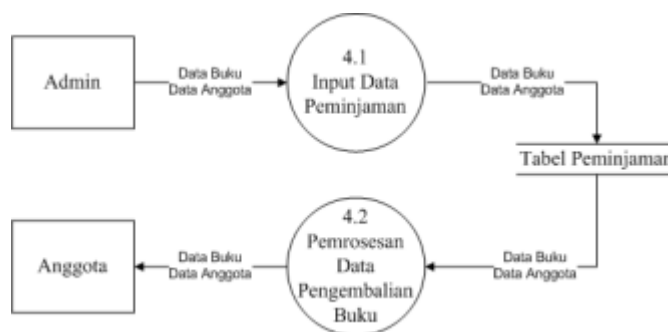 Admin
Data Buku
Data Anggota
4.1
Input Data
Peminjaman
Data Buku
Data Anggota
Tabel Peminjaman
Anggota
Data Buku
Data Anggota
4.2
Pemrosesan
Data
Pengembalian
Buku
Data Buku
Data Anggota